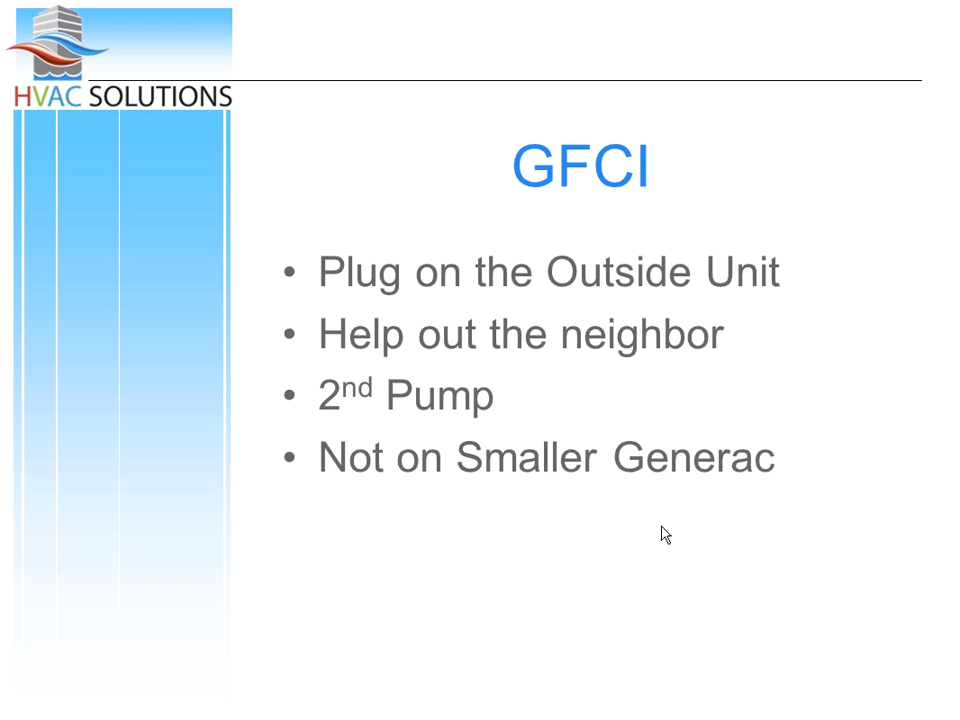 HVAC SOLUTIONS
GFCI
• Plug on the Outside Unit
• Help out the neighbor
• 2nd Pump
• Not on Smaller Generac